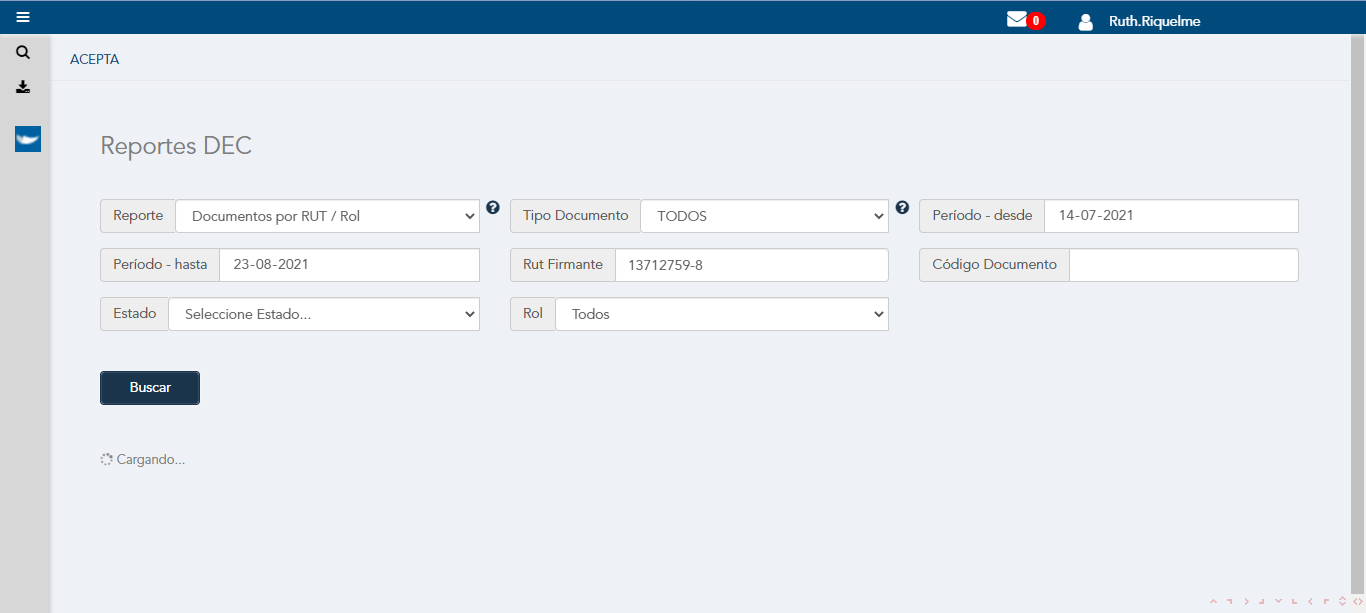 0 Ruth.Riquelme
ACEPTA
Reportes DEC
Reporte Documentos por RUT / Rol ? Tipo Documento TODOS ? Período - desde 14-07-2021
Período - hasta 23-08-2021 Rut Firmante 13712759-8 Código Documento
Estado Seleccione Estado... Rol Todos
Buscar
Cargando...